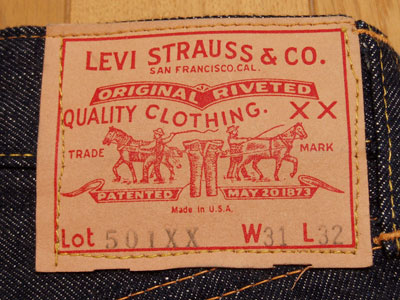 LEVI STRAUSS & CO.
SAN FRANCISCO.CAL.
ORIGINAL RIVETED
QUALITY CLOTHING. XX
TRADE MARK
PATENTED MAY 20 1873
Made in U.S.A.
Lot 501XX W31 L32